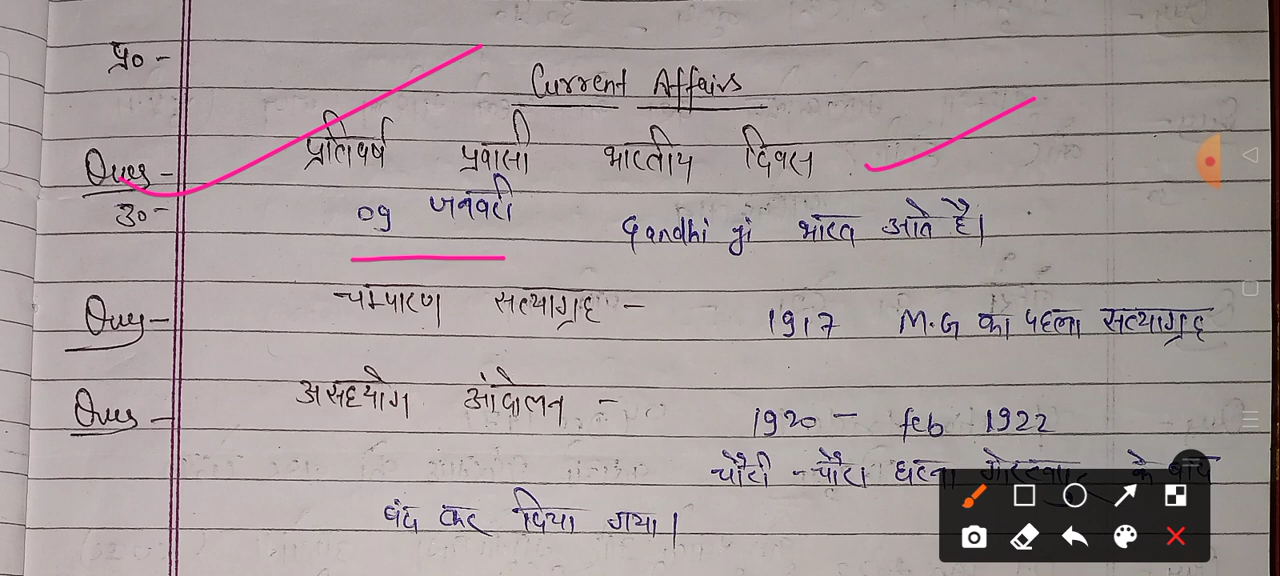 प्र० -
Current Affairs
Ques - प्रतिवर्ष प्रवासी भारतीय दिवस
उ०- 09 जनवरी Gandhi ji भारत आते है।
Ques - चम्पारण सत्याग्रह - 1917 M.G का पहला सत्याग्रह
Ques - असहयोग आंदोलन - 1920 - feb 1922
चौरी - चौरा घटना के बाद
बंद कर दिया गया।